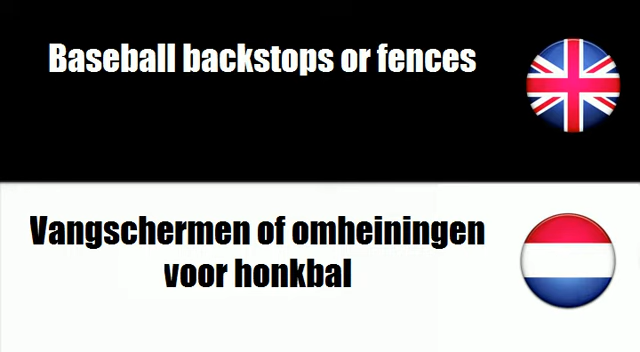 Baseball backstops or fences
Vangschermen of omheiningen
voor honkbal